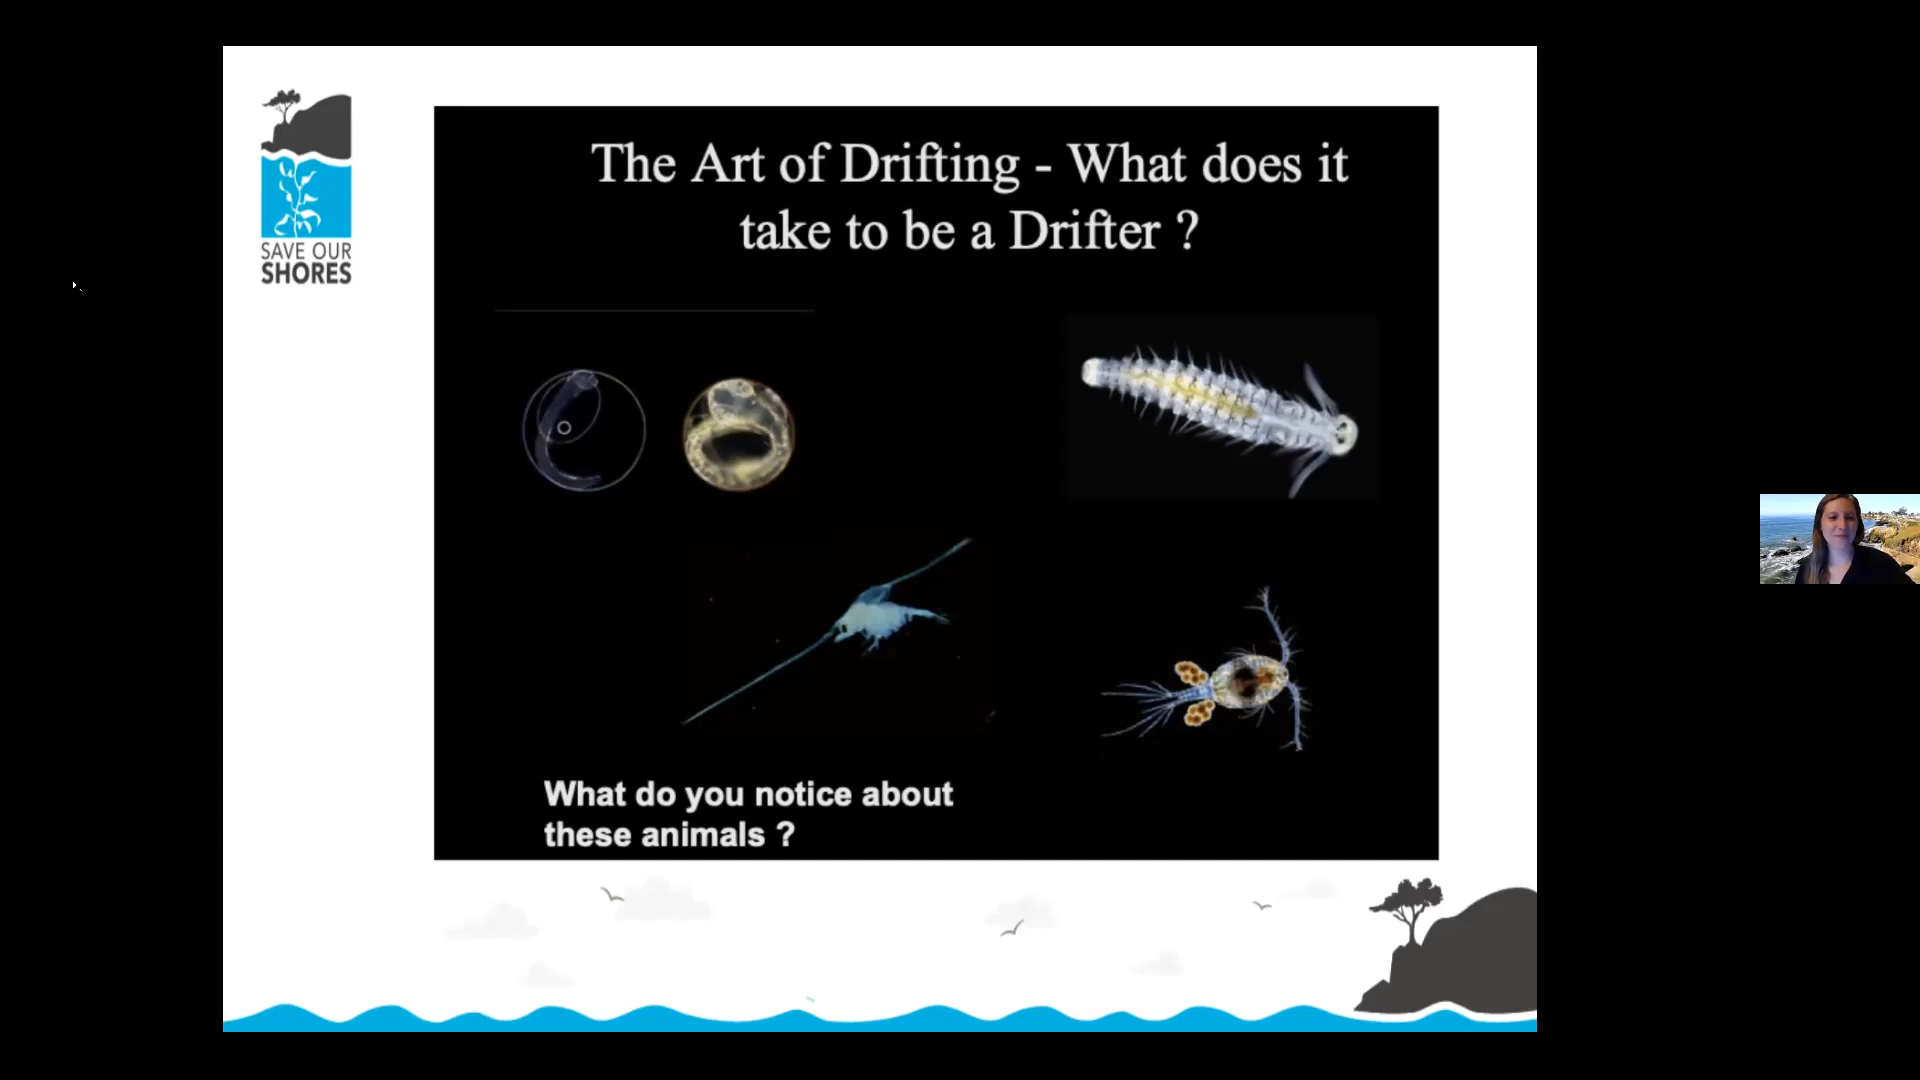 SAVE OUR
SHORES
The Art of Drifting - What does it
take to be a Drifter ?
What do you notice about
these animals ?